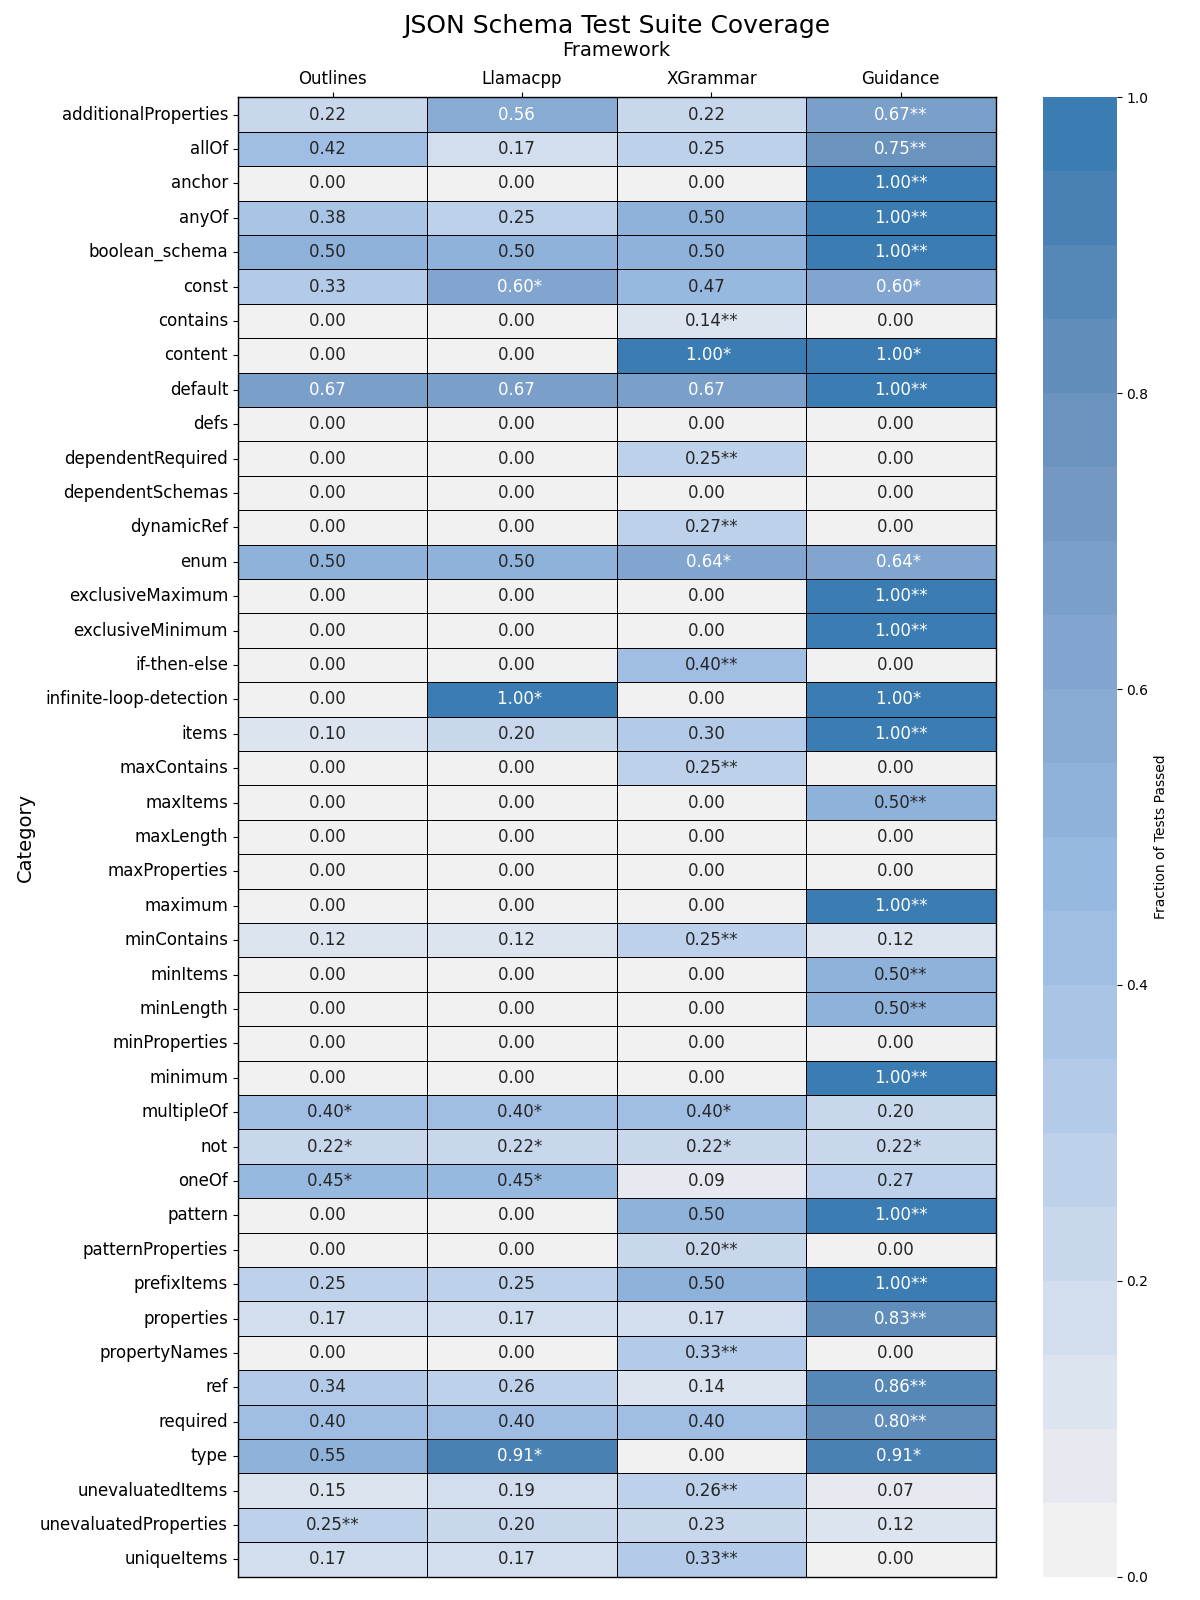 JSON Schema Test Suite Coverage
Framework
Outlines Llamacpp XGrammar Guidance
additionalProperties 0.22 0.56 0.22 0.67**
allOf 0.42 0.17 0.25 0.75**
anchor 0.00 0.00 0.00 1.00**
anyOf 0.38 0.25 0.50 1.00**
boolean_schema 0.50 0.50 0.50 1.00**
const 0.33 0.60* 0.47 0.60*
contains 0.00 0.00 0.14** 0.00
content 0.00 0.00 1.00* 1.00*
default 0.67 0.67 0.67 1.00**
defs 0.00 0.00 0.00 0.00
dependentRequired 0.00 0.00 0.25** 0.00
dependentSchemas 0.00 0.00 0.00 0.00
dynamicRef 0.00 0.00 0.27** 0.00
enum 0.50 0.50 0.64* 0.64*
exclusiveMaximum 0.00 0.00 0.00 1.00**
exclusiveMinimum 0.00 0.00 0.00 1.00**
if-then-else 0.00 0.00 0.40** 0.00
infinite-loop-detection 0.00 1.00* 0.00 1.00*
items 0.10 0.20 0.30 1.00**
maxContains 0.00 0.00 0.25** 0.00
maxItems 0.00 0.00 0.00 0.50**
maxLength 0.00 0.00 0.00 0.00
maxProperties 0.00 0.00 0.00 0.00
maximum 0.00 0.00 0.00 1.00**
minContains 0.12 0.12 0.25** 0.12
minItems 0.00 0.00 0.00 0.50**
minLength 0.00 0.00 0.00 0.50**
minProperties 0.00 0.00 0.00 0.00
minimum 0.00 0.00 0.00 1.00**
multipleOf 0.40* 0.40* 0.40* 0.20
not 0.22* 0.22* 0.22* 0.22*
oneOf 0.45* 0.45* 0.09 0.27
pattern 0.00 0.00 0.50 1.00**
patternProperties 0.00 0.00 0.20** 0.00
prefixItems 0.25 0.25 0.50 1.00**
properties 0.17 0.17 0.17 0.83**
propertyNames 0.00 0.00 0.33** 0.00
ref 0.34 0.26 0.14 0.86**
required 0.40 0.40 0.40 0.80**
type 0.55 0.91* 0.00 0.91*
unevaluatedItems 0.15 0.19 0.26** 0.07
unevaluatedProperties 0.25** 0.20 0.23 0.12
uniqueItems 0.17 0.17 0.33** 0.00
Category
1.0
0.8
0.6
0.4
0.2
0.0
Fraction of Tests Passed